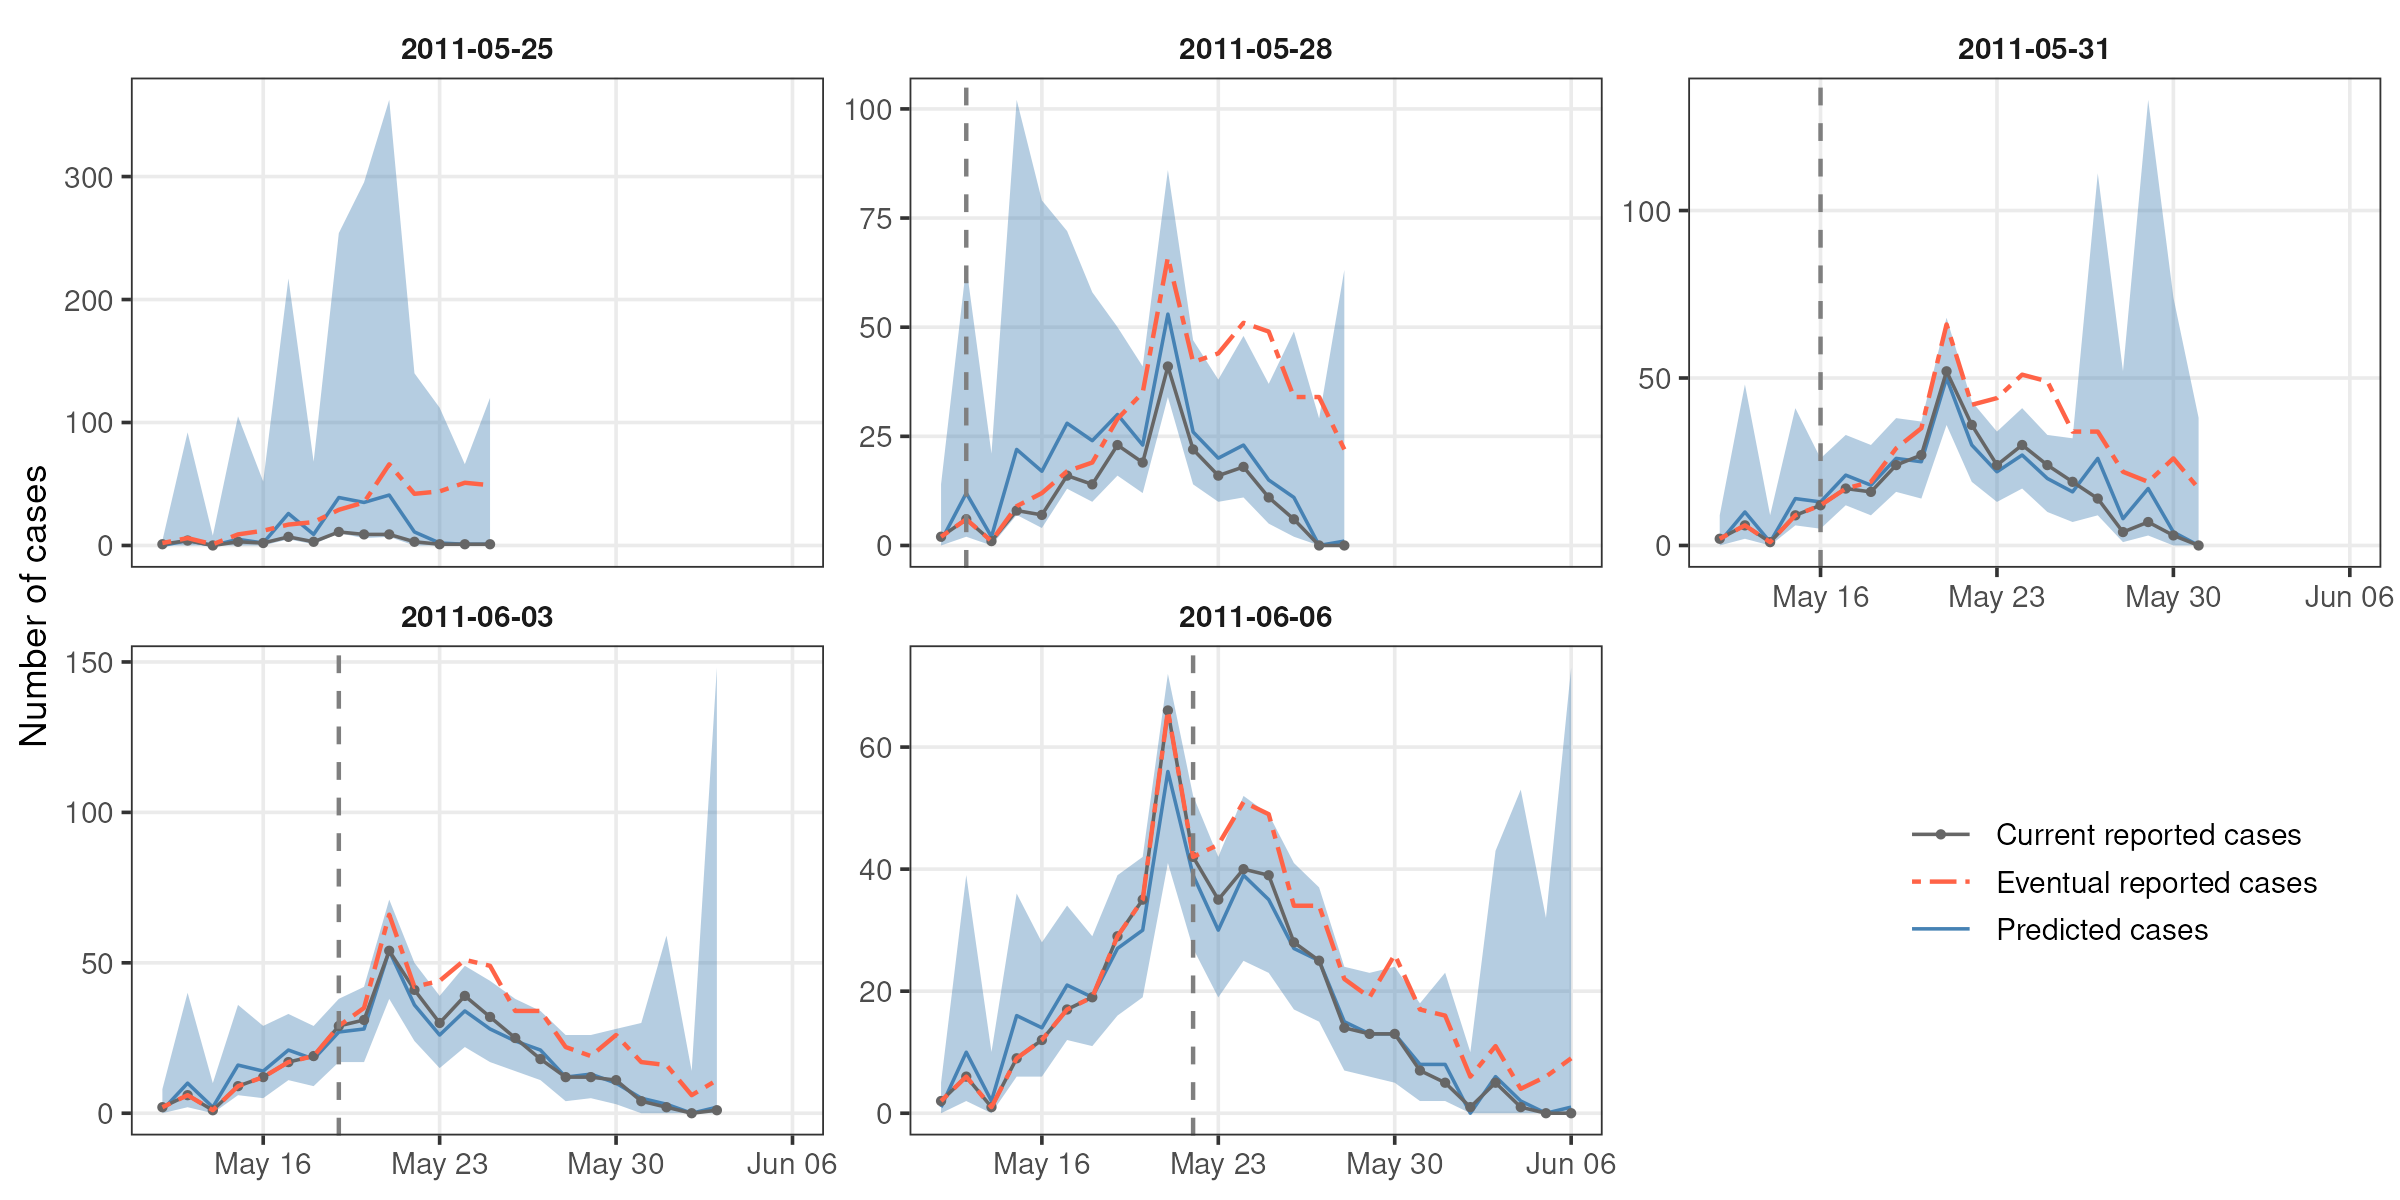 2011-05-25
2011-05-28
2011-05-31
300
200
100
0
100
75
50
25
0
100
50
0
May 16
May 23
May 30
Jun 06
Number of cases
2011-06-03
2011-06-06
150
100
50
0
60
40
20
0
May 16
May 23
May 30
Jun 06
May 16
May 23
May 30
Jun 06
Current reported cases
Eventual reported cases
Predicted cases